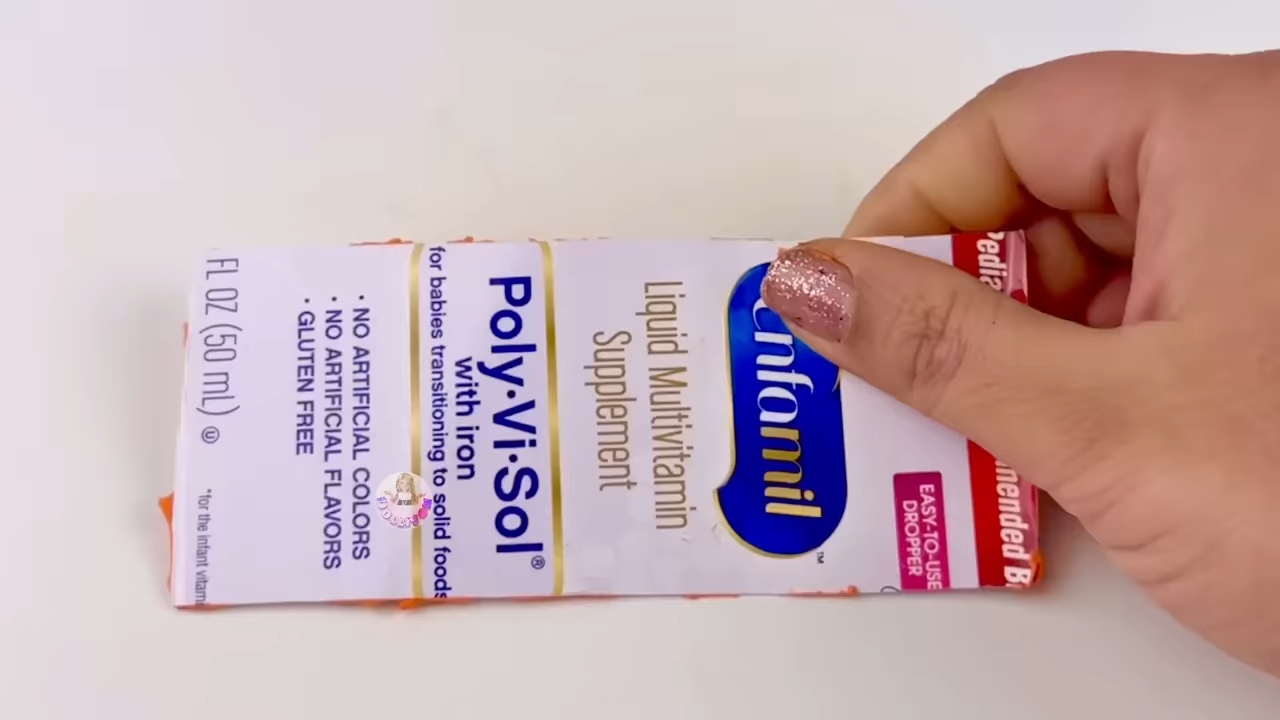 Enfamil™
EASY-TO-USE
DROPPER
Liquid Multivitamin
Supplement
Poly·Vi·Sol®
with iron
for babies transitioning to solid foods
• NO ARTIFICIAL COLORS
• NO ARTIFICIAL FLAVORS
• GLUTEN FREE
FL OZ (50 mL) U
*for the infant